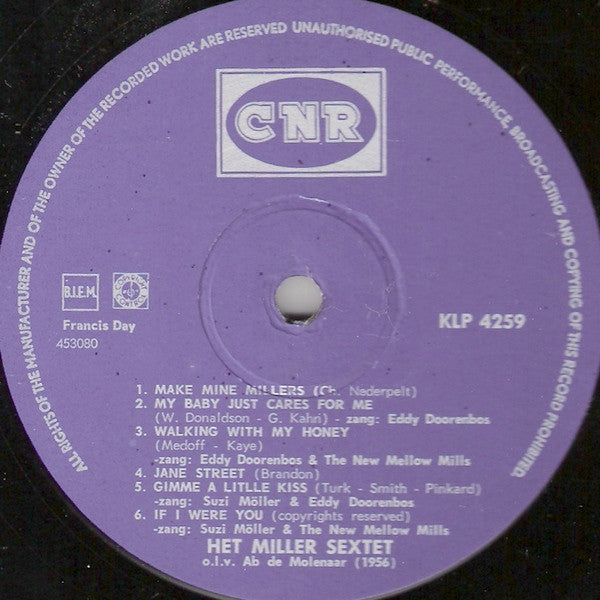 ALL RIGHTS OF THE MANUFACTURER AND OF THE OWNER OF THE RECORDED WORK ARE RESERVED UNAUTHORISED PUBLIC PERFORMANCE, BROADCASTING AND COPYING OF THIS RECORD PROHIBITED.
CNR
B.I.E.M.
Francis Day
453080
KLP 4259
1. MAKE MINE MILLERS (Ch. Nederpelt)
2. MY BABY JUST CARES FOR ME
(W. Donaldson - G. Kahn) - zang: Eddy Doorenbos
3. WALKING WITH MY HONEY
(Medoff - Kaye)
-zang: Eddy Doorenbos & The New Mellow Mills
4. JANE STREET (Brandon)
5. GIMME A LITLLE KISS (Turk - Smith - Pinkard)
-zang: Suzi Möller & Eddy Doorenbos
6. IF I WERE YOU (copyrights reserved)
-zang: Suzi Möller & The New Mellow Mills
HET MILLER SEXTET
o.l.v. Ab de Molenaar (1956)